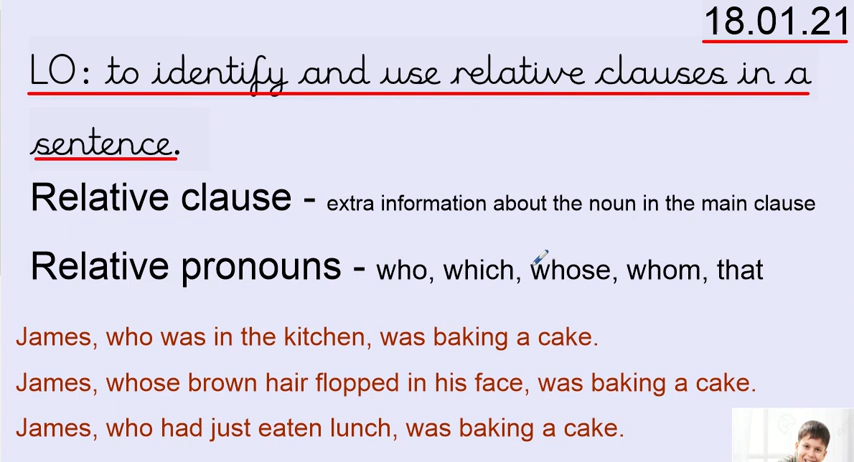 18.01.21
LO: to identify and use relative clauses in a
sentence.
Relative clause - extra information about the noun in the main clause
Relative pronouns - who, which, whose, whom, that
James, who was in the kitchen, was baking a cake.
James, whose brown hair flopped in his face, was baking a cake.
James, who had just eaten lunch, was baking a cake.